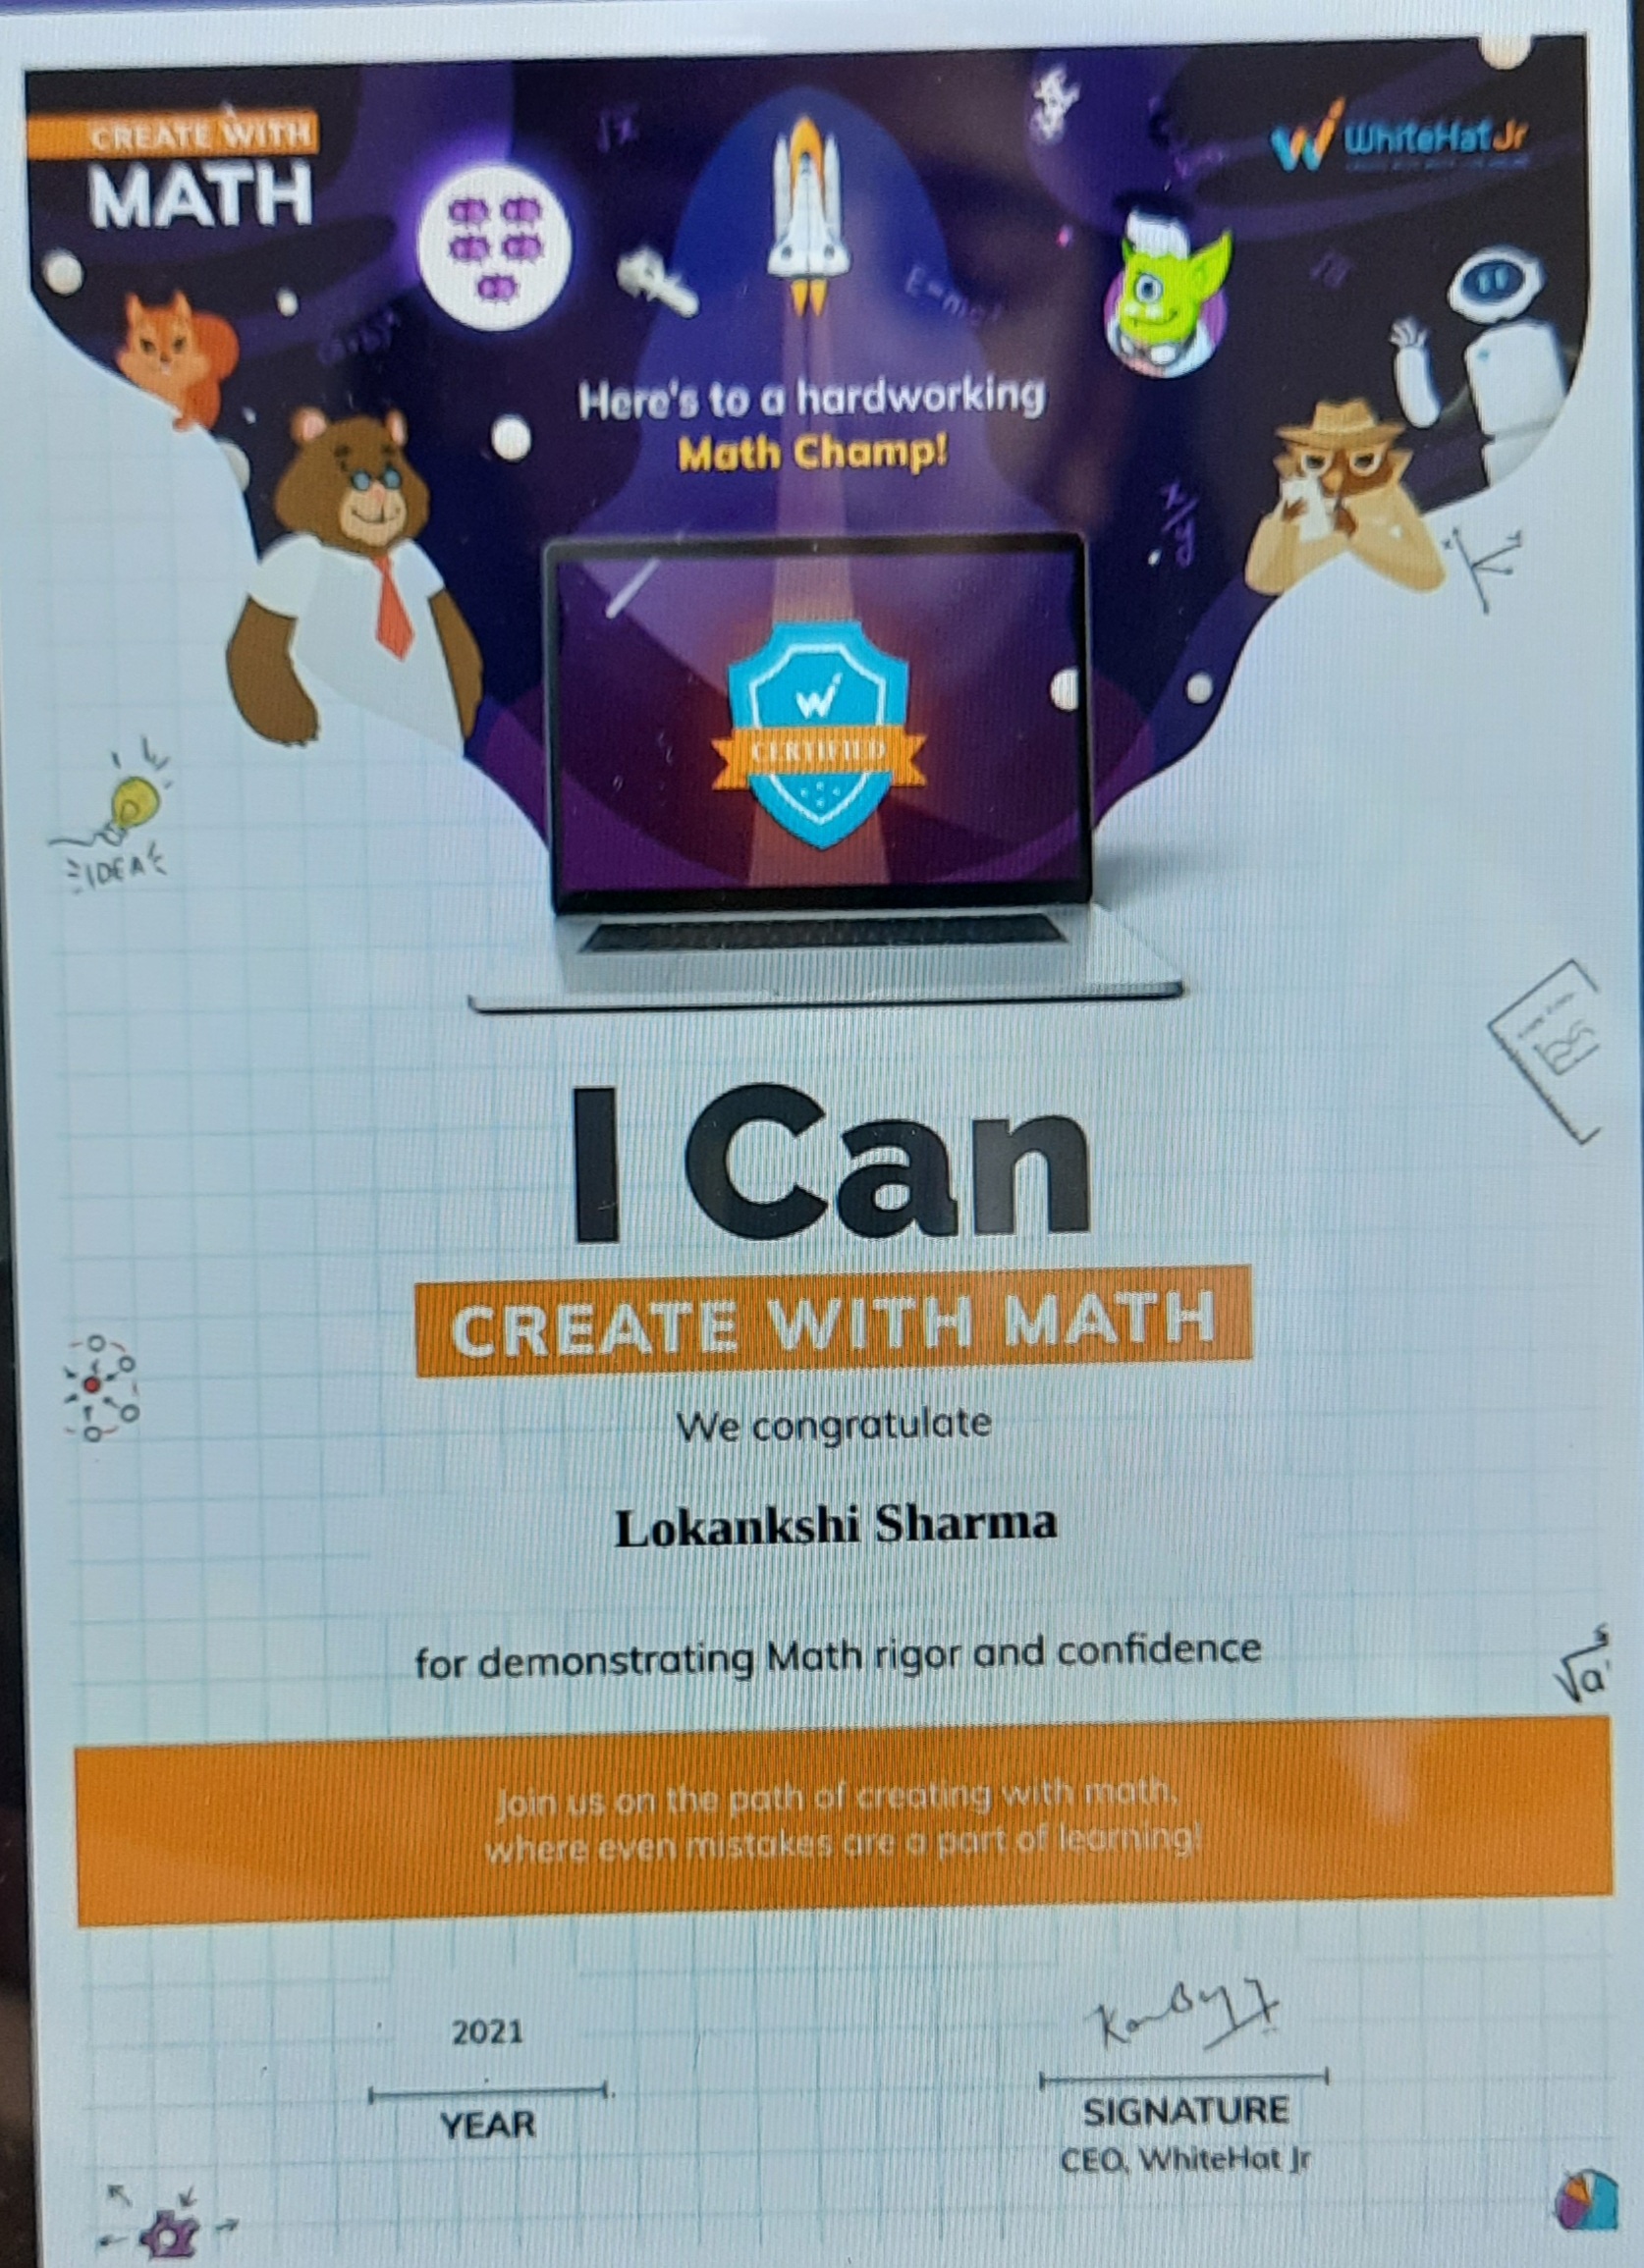 CREATE WITH
MATH
WhiteHat Jr
Here's to a hardworking
Math Champ!
CERTIFIED
IDEA
I Can
CREATE WITH MATH
We congratulate
Lokankshi Sharma
for demonstrating Math rigor and confidence
Join us on the path of creating with math,
where even mistakes are a part of learning!
2021
YEAR
SIGNATURE
CEO, WhiteHat Jr